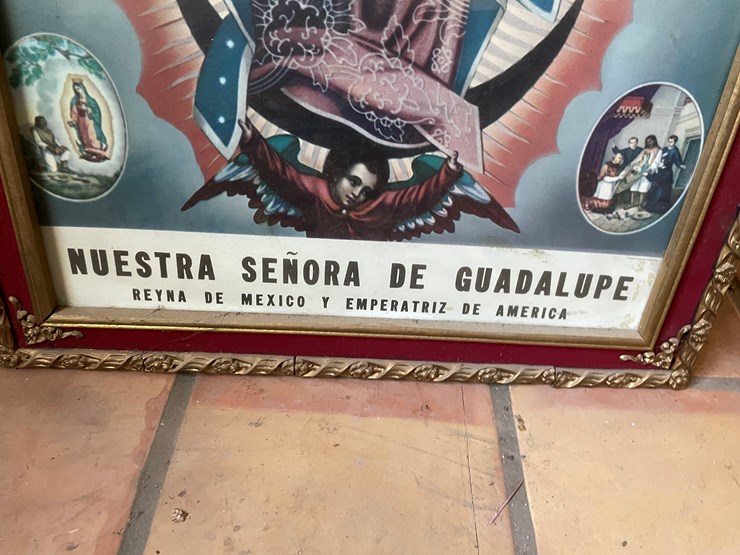 NUESTRA SEÑORA DE GUADALUPE
REYNA DE MEXICO Y EMPERATRIZ DE AMERICA